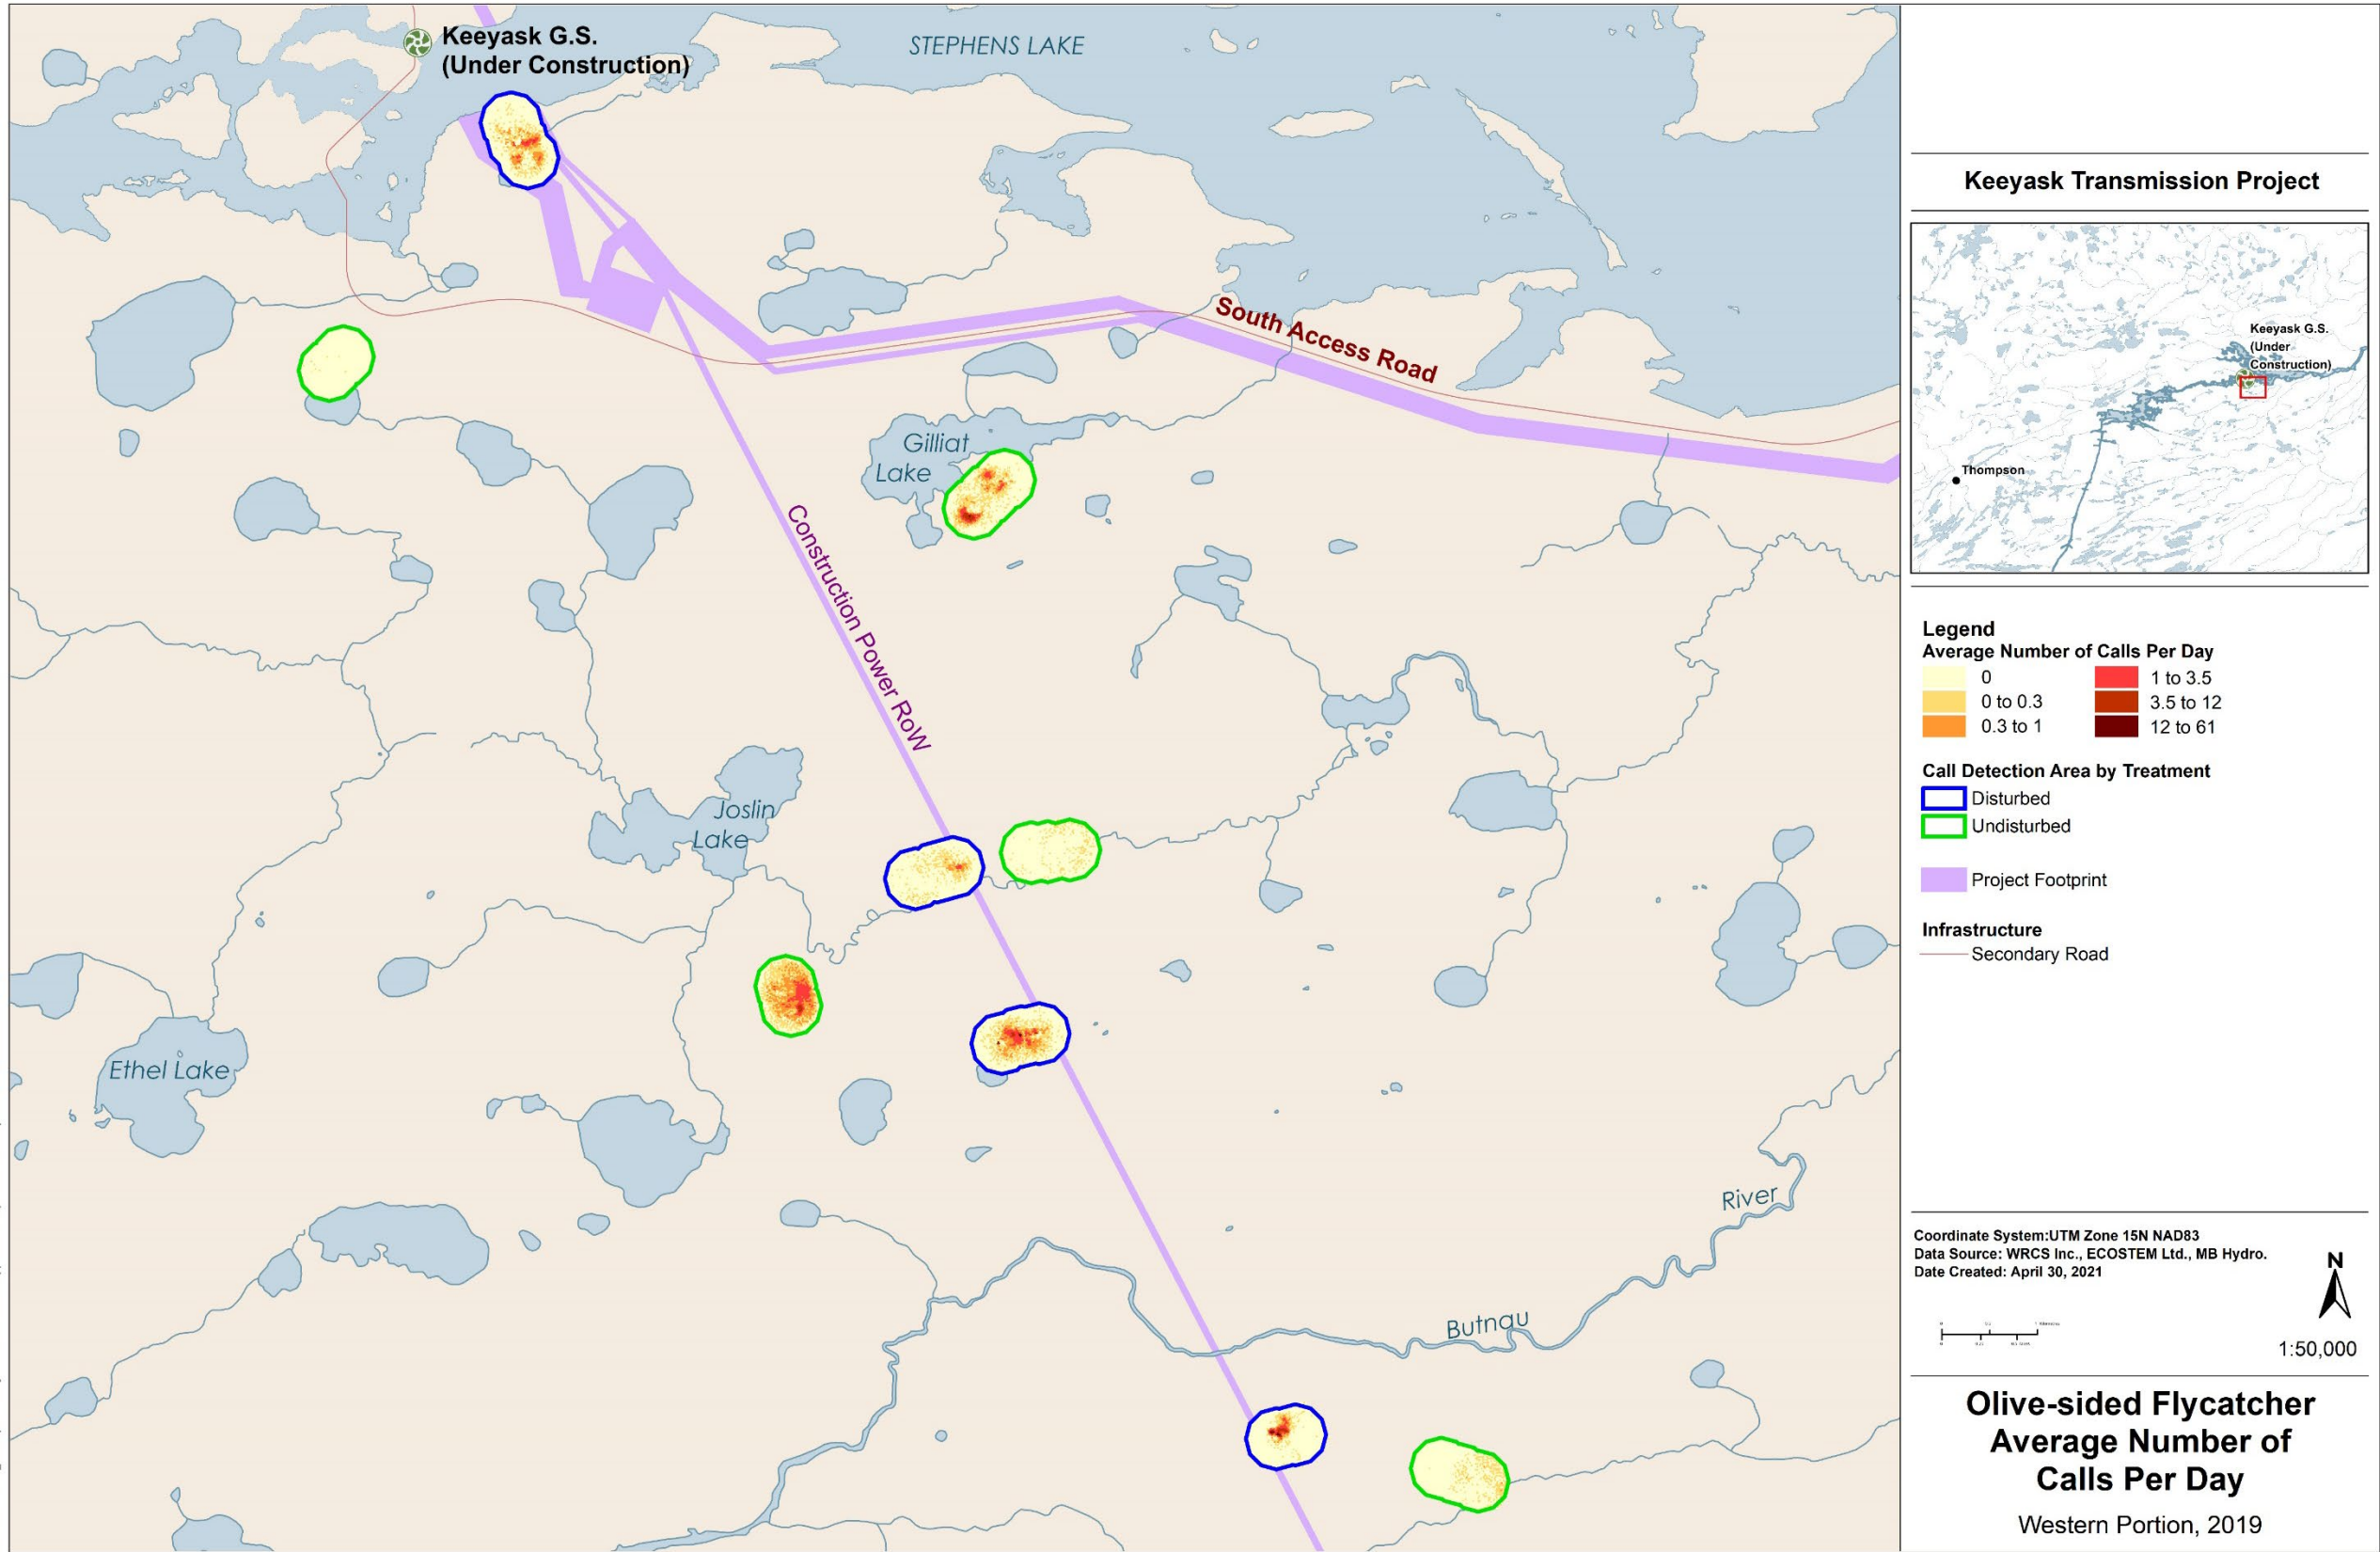 Keeyask G.S.
(Under Construction)
STEPHENS LAKE
South Access Road
Gilliat
Lake
Construction Power RoW
Joslin
Lake
Ethel Lake
River
Butnau
Keeyask Transmission Project
Keeyask G.S.
(Under
Construction)
Thompson
Legend
Average Number of Calls Per Day
0
0 to 0.3
0.3 to 1
1 to 3.5
3.5 to 12
12 to 61
Call Detection Area by Treatment
Disturbed
Undisturbed
Project Footprint
Infrastructure
Secondary Road
Coordinate System:UTM Zone 15N NAD83
Data Source: WRCS Inc., ECOSTEM Ltd., MB Hydro.
Date Created: April 30, 2021
N
1:50,000
Olive-sided Flycatcher
Average Number of
Calls Per Day
Western Portion, 2019